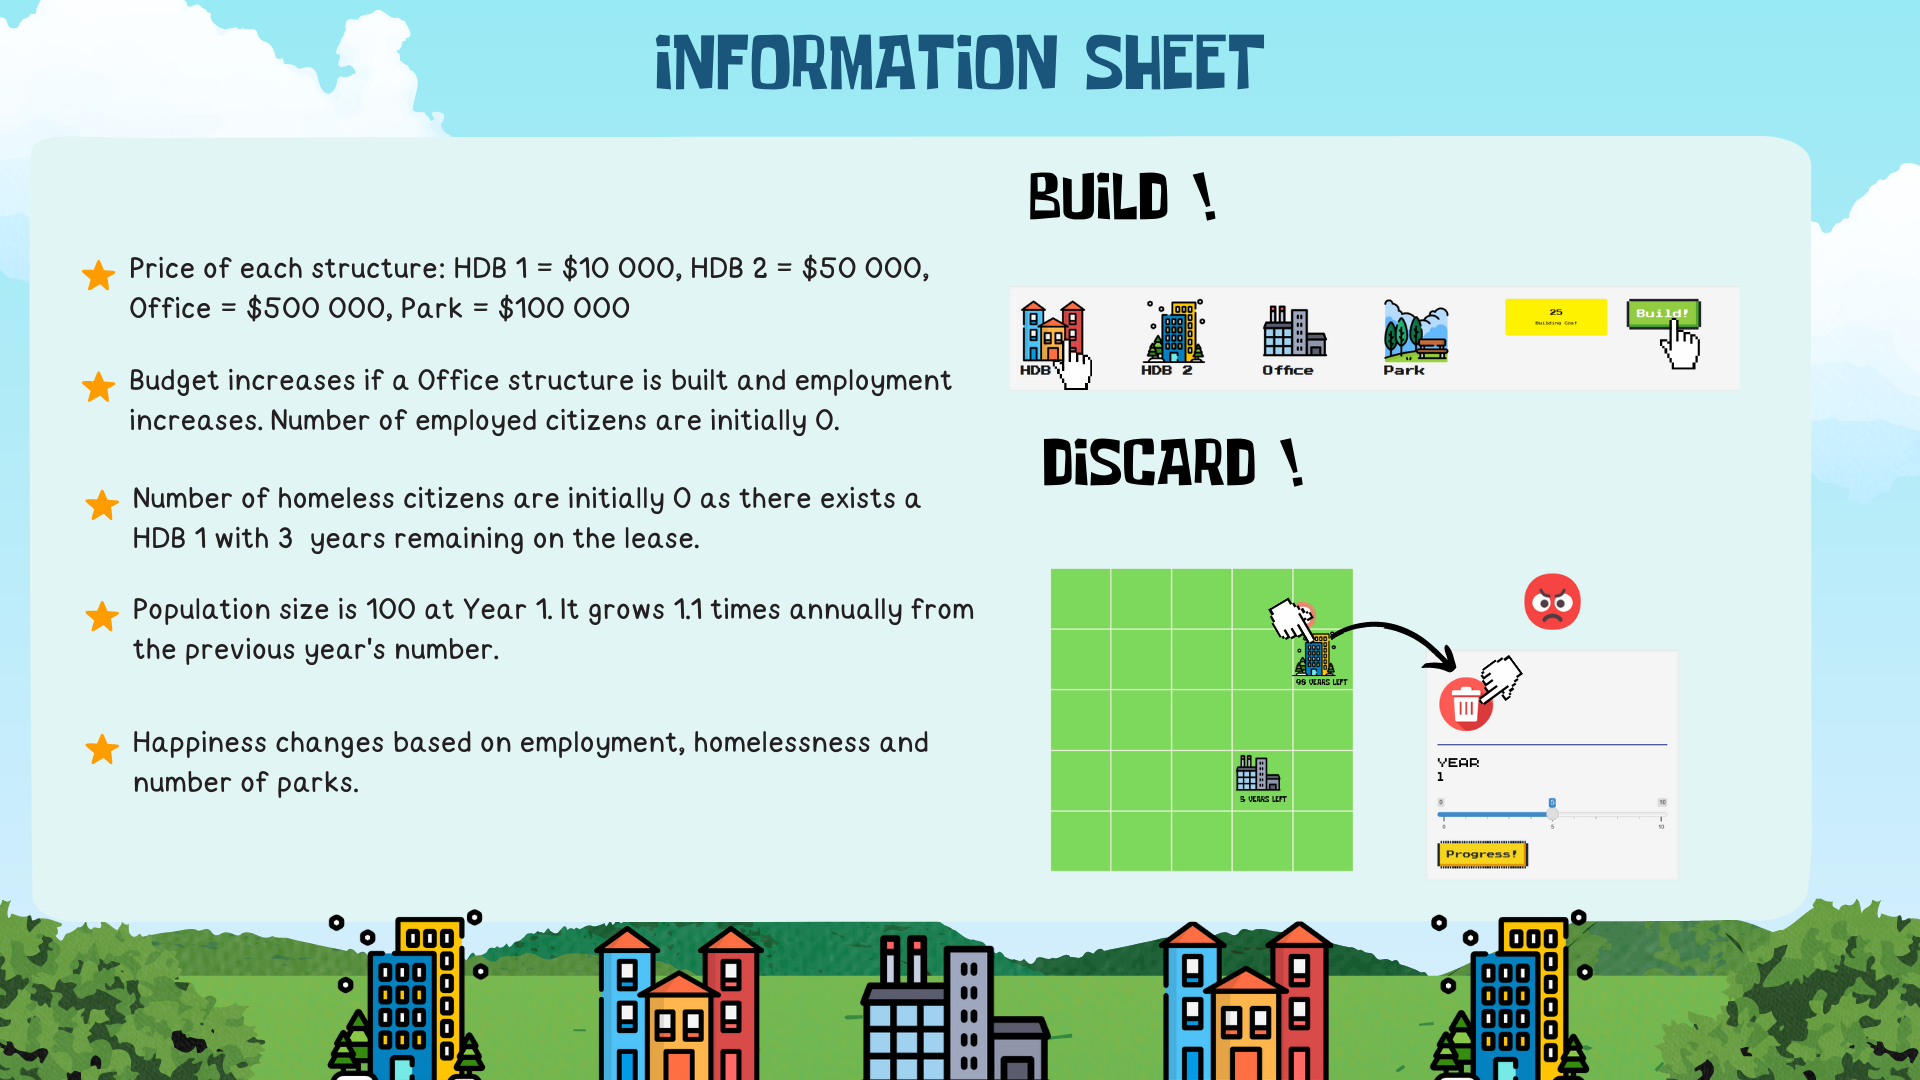 INFORMATION SHEET
Price of each structure: HDB 1 = $10 000, HDB 2 = $50 000,
Office = $500 000, Park = $100 000
Budget increases if a Office structure is built and employment
increases. Number of employed citizens are initially 0.
Number of homeless citizens are initially 0 as there exists a
HDB 1 with 3 years remaining on the lease.
Population size is 100 at Year 1. It grows 1.1 times annually from
the previous year's number.
Happiness changes based on employment, homelessness and
number of parks.
BUILD !
HDB
HDB 2
Office
Park
25
Building Cost
Build!
DISCARD !
98 YEARS LEFT
5 YEARS LEFT
YEAR
1
0 5 10
0 5 10
Progress!